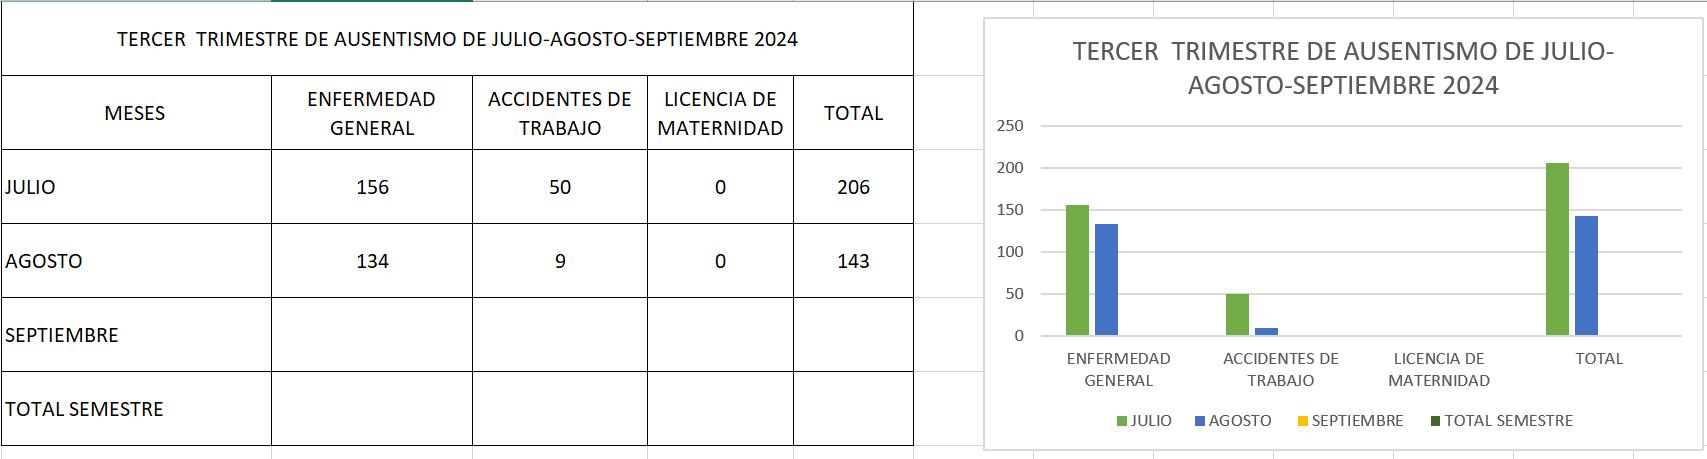 TERCER  TRIMESTRE DE AUSENTISMO DE JULIO-AGOSTO-SEPTIEMBRE 2024
MESES
ENFERMEDAD
GENERAL
ACCIDENTES DE
TRABAJO
LICENCIA DE
MATERNIDAD
TOTAL
JULIO 156 50 0 206
AGOSTO 134 9 0 143
SEPTIEMBRE
TOTAL SEMESTRE
TERCER  TRIMESTRE DE AUSENTISMO DE JULIO-
AGOSTO-SEPTIEMBRE 2024
250
200
150
100
50
0
ENFERMEDAD
GENERAL
ACCIDENTES DE
TRABAJO
LICENCIA DE
MATERNIDAD
TOTAL
JULIO AGOSTO SEPTIEMBRE TOTAL SEMESTRE